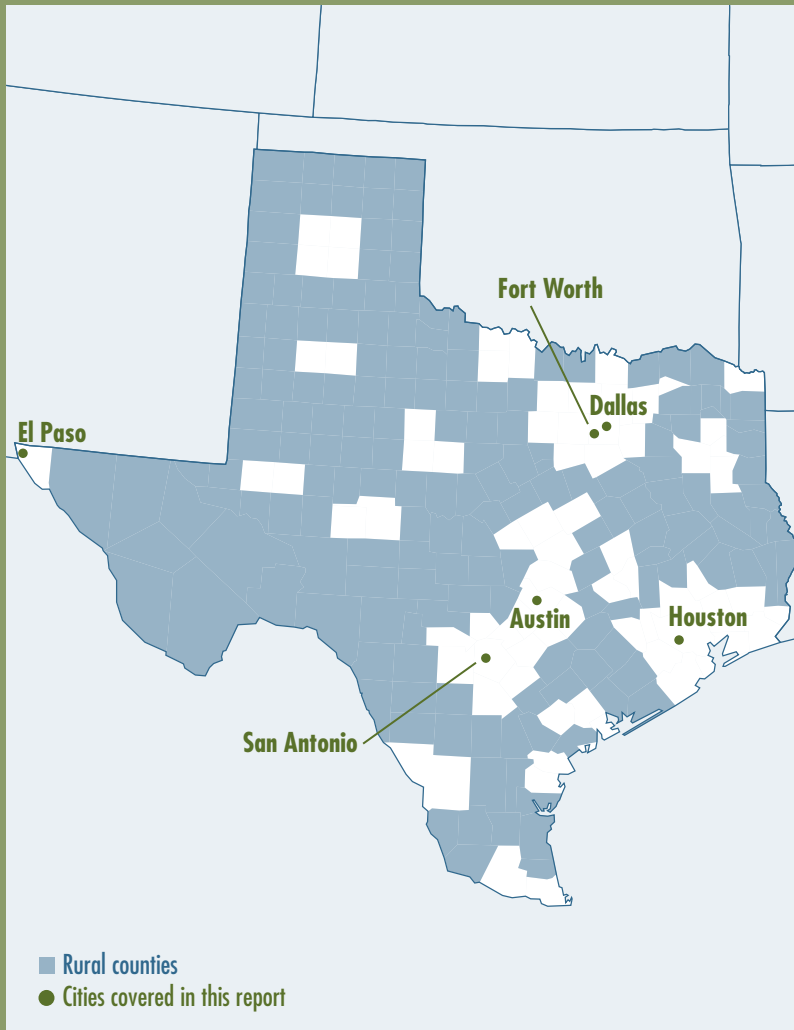 Fort Worth
Dallas
El Paso
Austin
Houston
San Antonio
Rural counties
Cities covered in this report